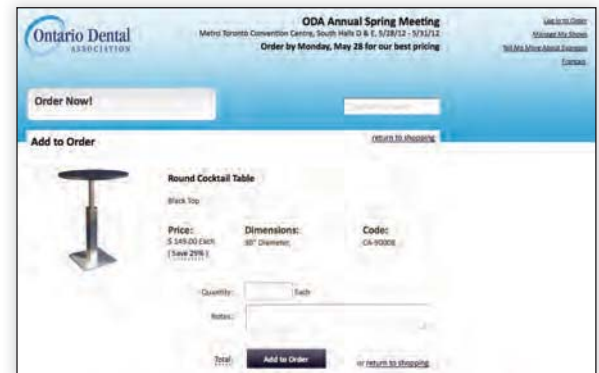 Ontario Dental
ASSOCIATION
ODA Annual Spring Meeting
Metro Toronto Convention Centre, South Halls D & E, 5/28/12 - 5/31/12
Order by Monday, May 28 for our best pricing
Log in to Order
Manage My Shows
Tell Me More About
Français
Order Now!
Add to Order
return to shopping
Round Cocktail Table
Black Top
Price:
Dimensions:
Code:
$ 149.00 Each
30" Diameter
CA-90008
(Save 29%)
Quantity:
Each
Notes:
Total:
Add to Order
or return to shopping